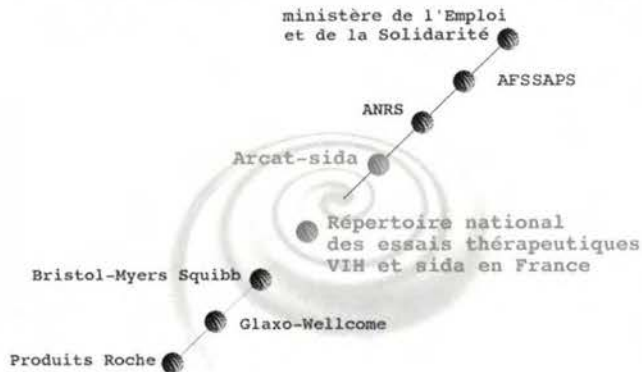 ministère de l'Emploi
et de la Solidarité
AFSSAPS
ANRS
Arcat-sida
Répertoire national
des essais thérapeutiques
VIH et sida en France
Bristol-Myers Squibb
Glaxo-Wellcome
Produits Roche